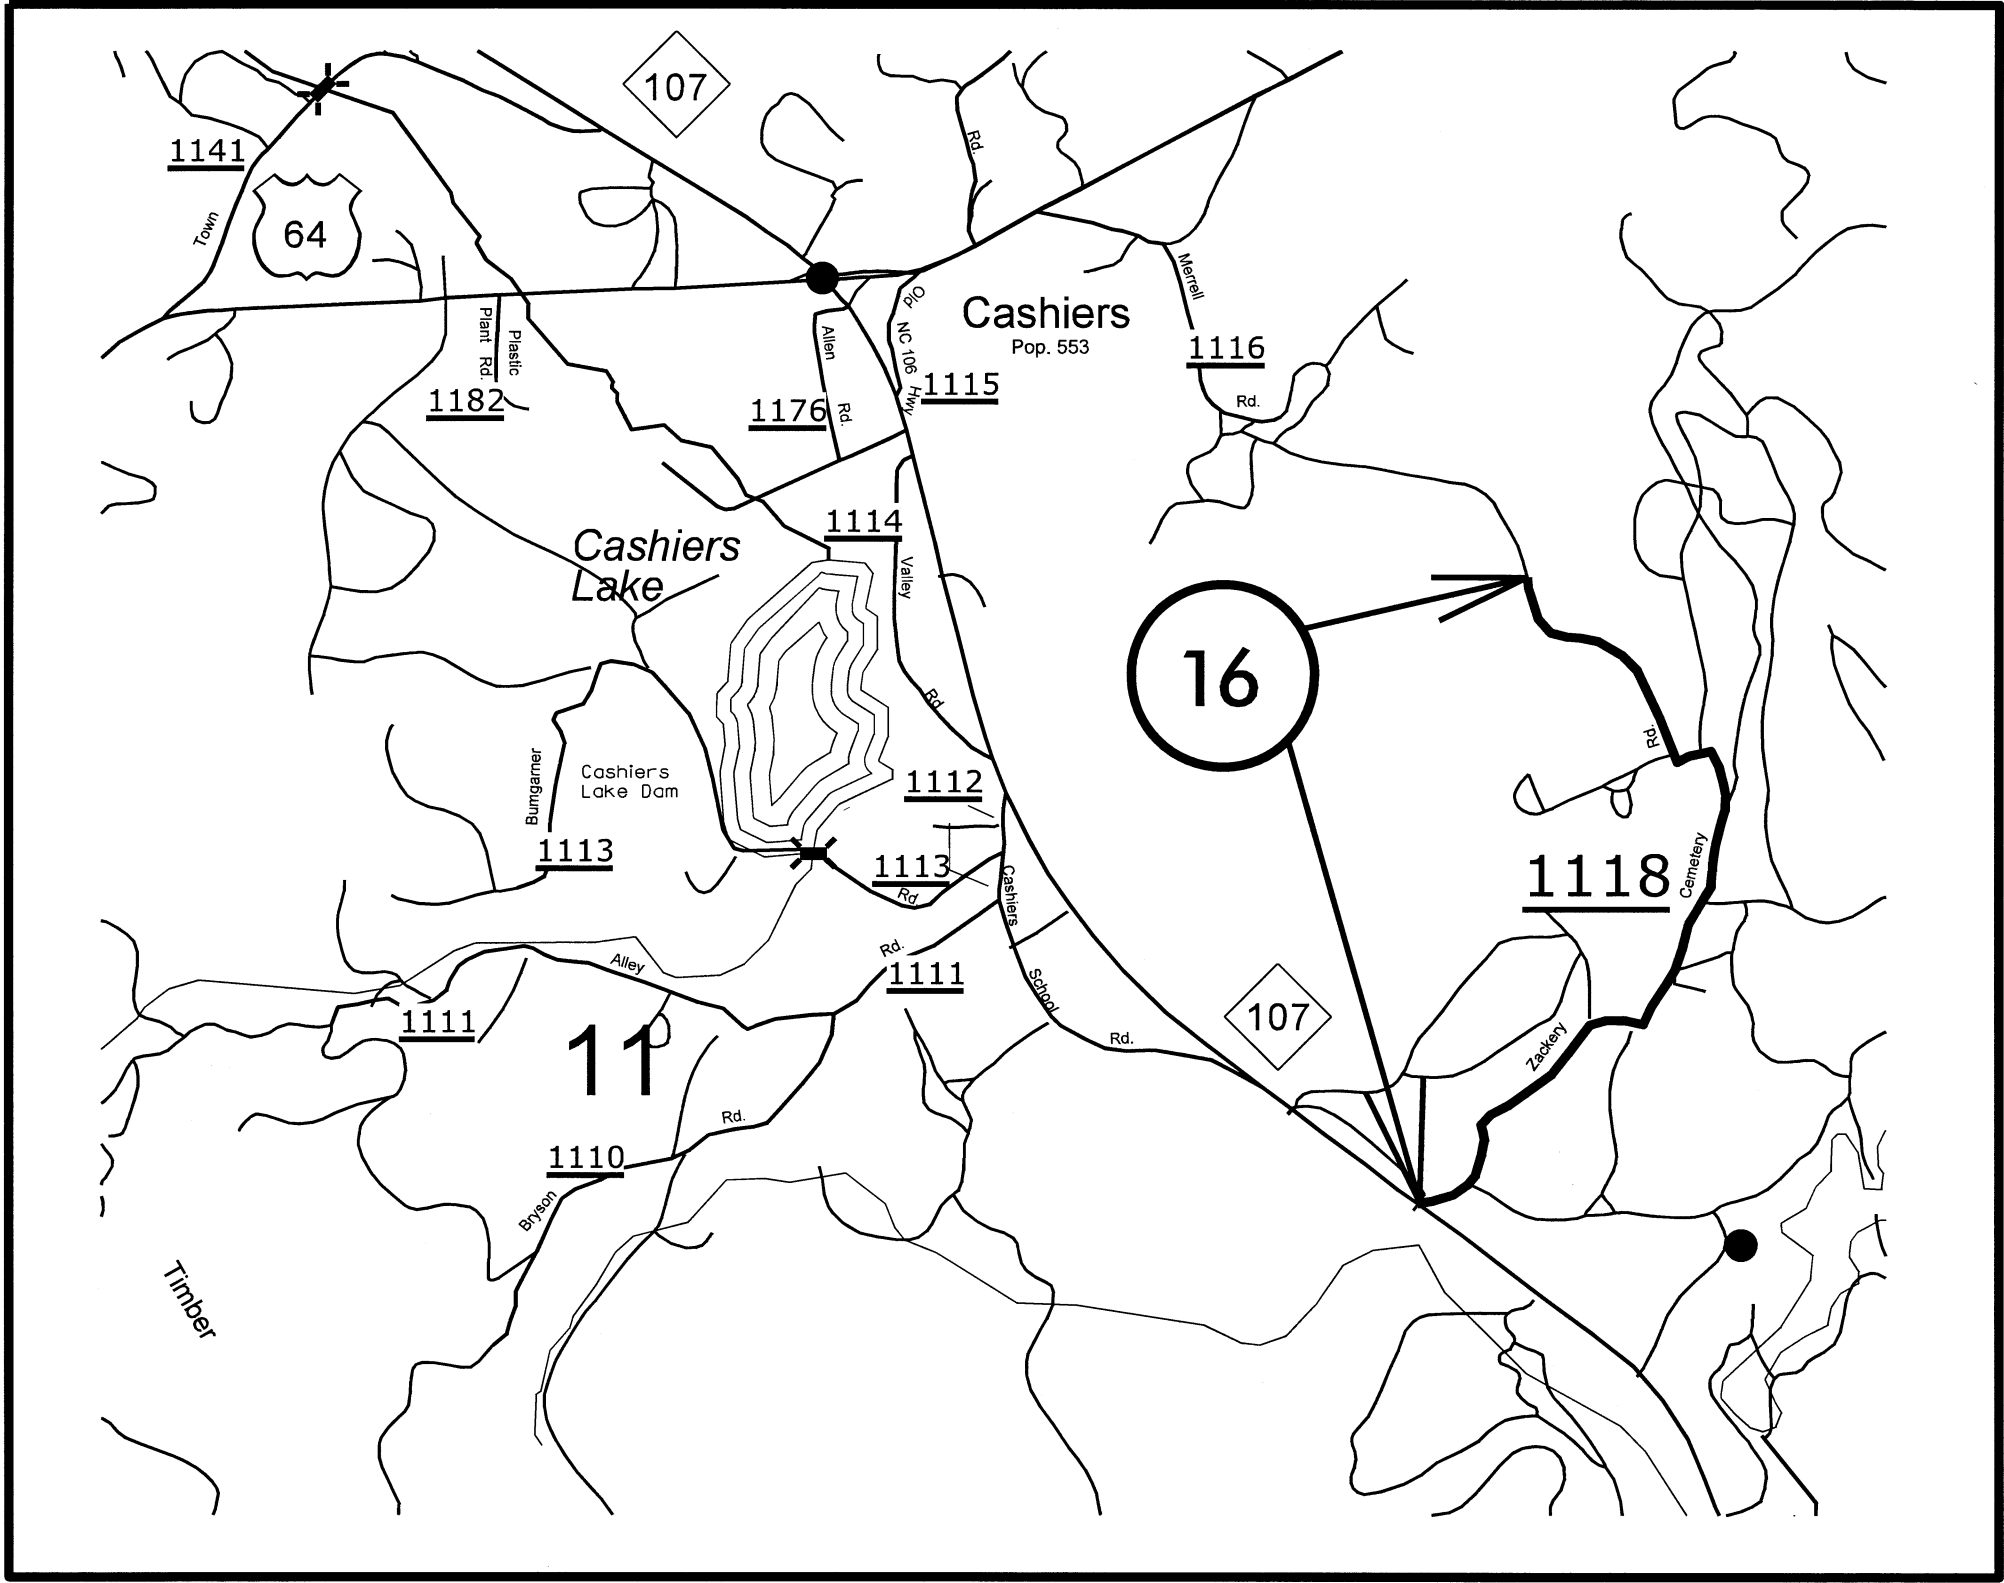 107
Rd.
1141
Town
64
Merrell
Old
NC 106
Hwy
Cashiers
Pop. 553
Plant Rd.
Plastic
1182
Allen
Rd.
1176
1115
1116
Rd.
1114
Cashiers
Lake
Valley
Rd
16
Rd.
Bumgarner
Cashiers
Lake Dam
1112
1113
1113
Rd.
Cashiers
1118
Cemetery
Alley
Rd.
1111
School
1111
11
Rd.
107
Zackery
Rd.
1110
Bryson
Timber